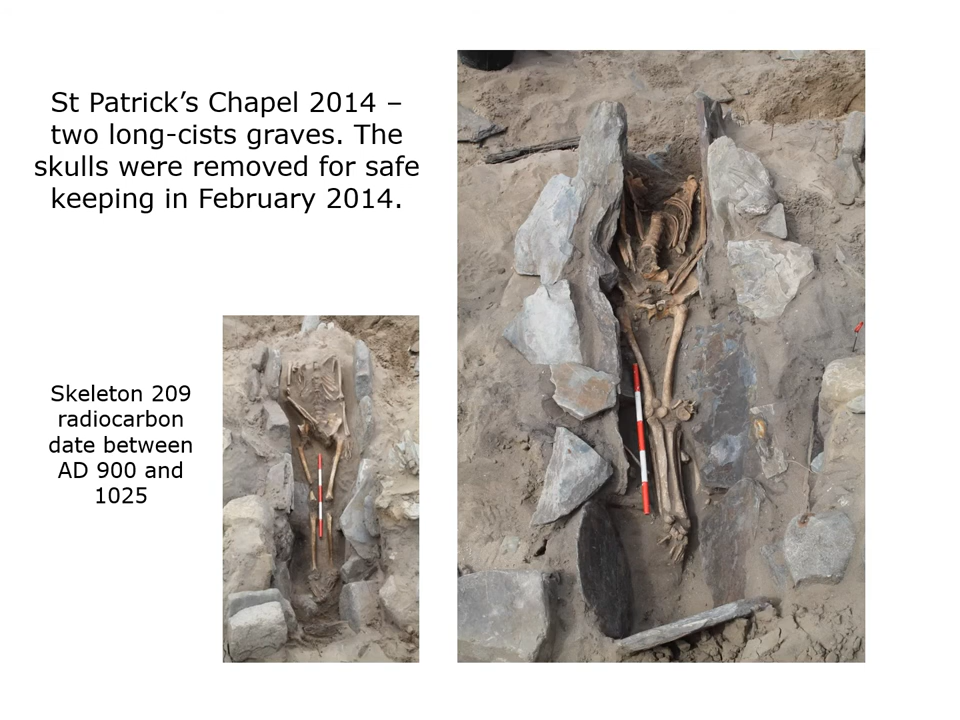 St Patrick’s Chapel 2014 –
two long-cists graves. The
skulls were removed for safe
keeping in February 2014.
Skeleton 209
radiocarbon
date between
AD 900 and
1025